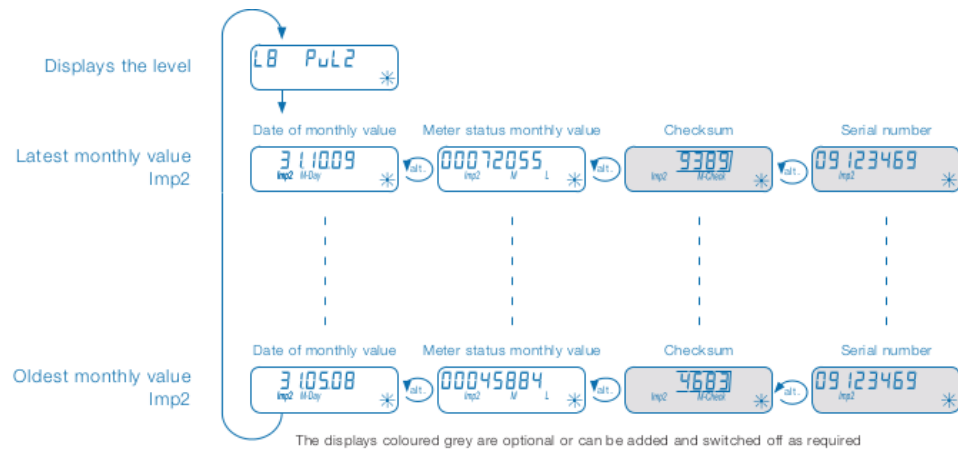 Displays the level
L8 PuL2
Date of monthly value Meter status monthly value Checksum Serial number
Latest monthly value
Imp2
31.10.09 00072055 9389 09123469
Imp2 M-Day Imp2 M L Imp2 M-Check Imp2
alt. alt. alt.
Date of monthly value Meter status monthly value Checksum Serial number
Oldest monthly value
Imp2
31.05.08 00045884 4683 09123469
Imp2 M-Day Imp2 M L Imp2 M-Check Imp2
alt. alt. alt.
The displays coloured grey are optional or can be added and switched off as required